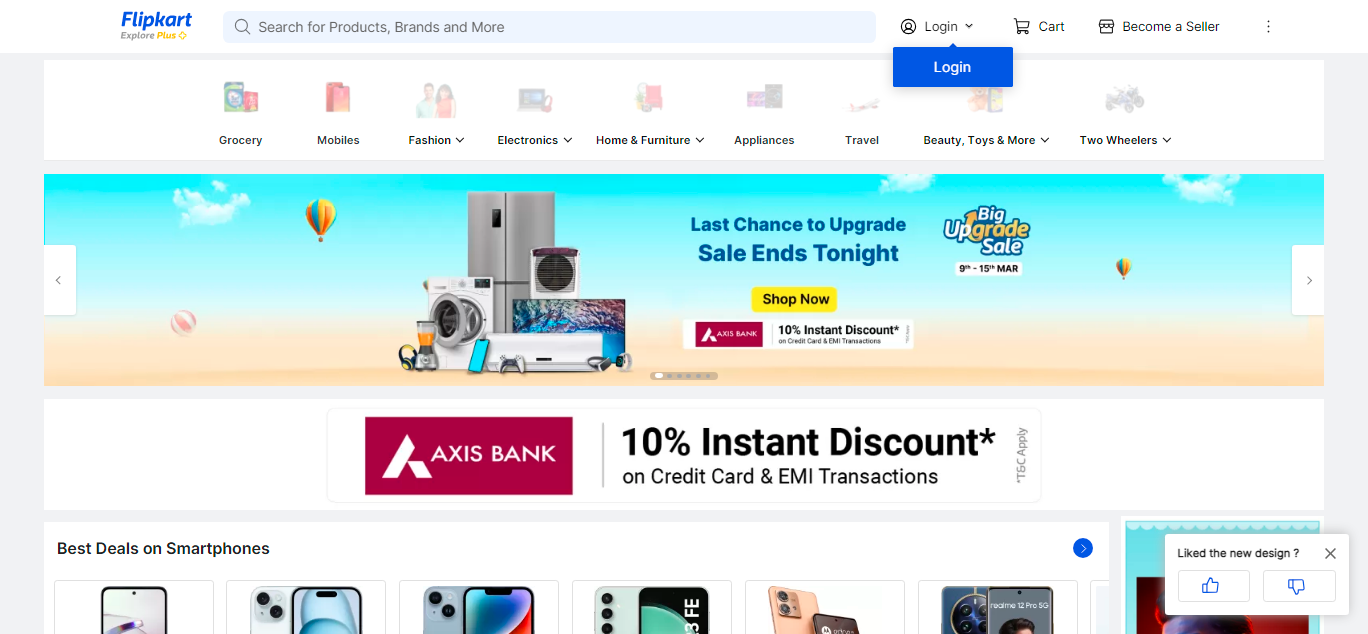 Flipkart
Explore Plus
Search for Products, Brands and More
Login
Cart
Become a Seller
Login
Grocery
Mobiles
Fashion
Electronics
Home & Furniture
Appliances
Travel
Beauty, Toys & More
Two Wheelers
Last Chance to Upgrade
Sale Ends Tonight
Big
Upgrade
Sale
9th - 15th MAR
Shop Now
AXIS BANK
10% Instant Discount*
on Credit Card & EMI Transactions
AXIS BANK
10% Instant Discount*
on Credit Card & EMI Transactions
*T&C Apply
Best Deals on Smartphones
Liked the new design ?
realme 12 Pro 5G